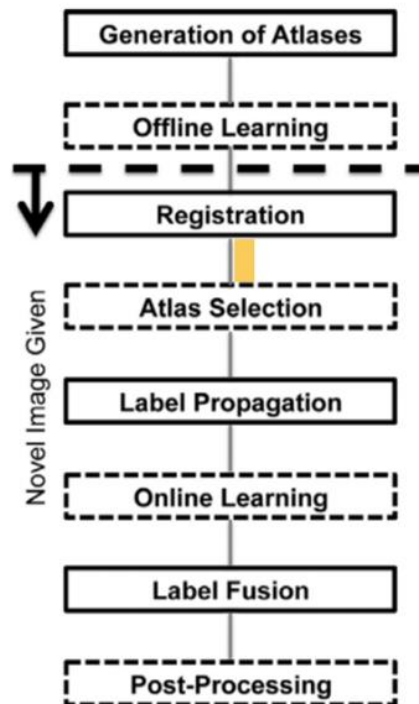 Generation of Atlases
Offline Learning
Registration
Atlas Selection
Label Propagation
Online Learning
Label Fusion
Post-Processing
Novel Image Given